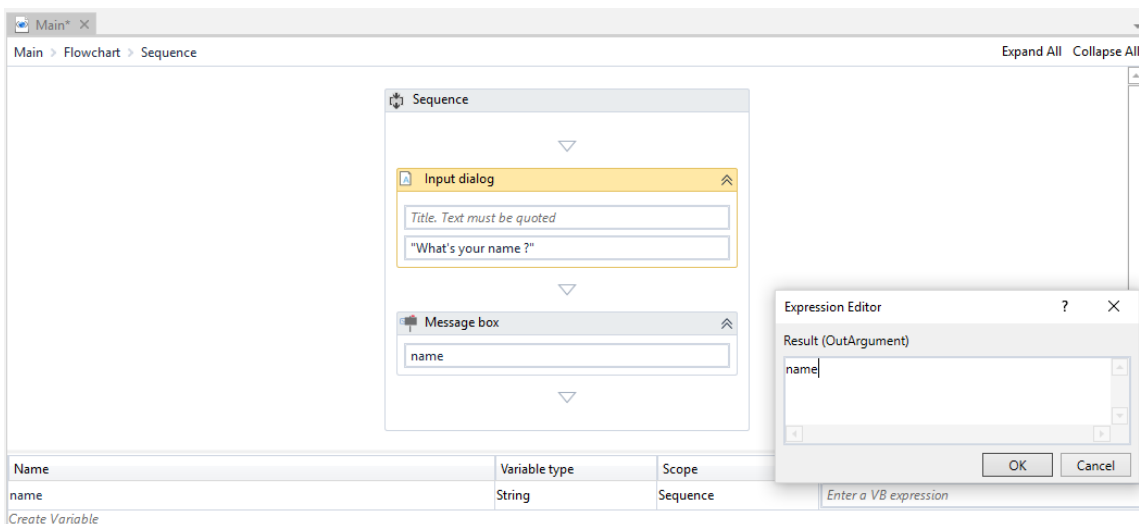 Main*
Main > Flowchart > Sequence
Expand All Collapse All
Sequence
Input dialog
Title. Text must be quoted
"What's your name ?"
Message box
name
Expression Editor
?
Result (OutArgument)
name
OK Cancel
Name Variable type Scope
name String Sequence Enter a VB expression
Create Variable